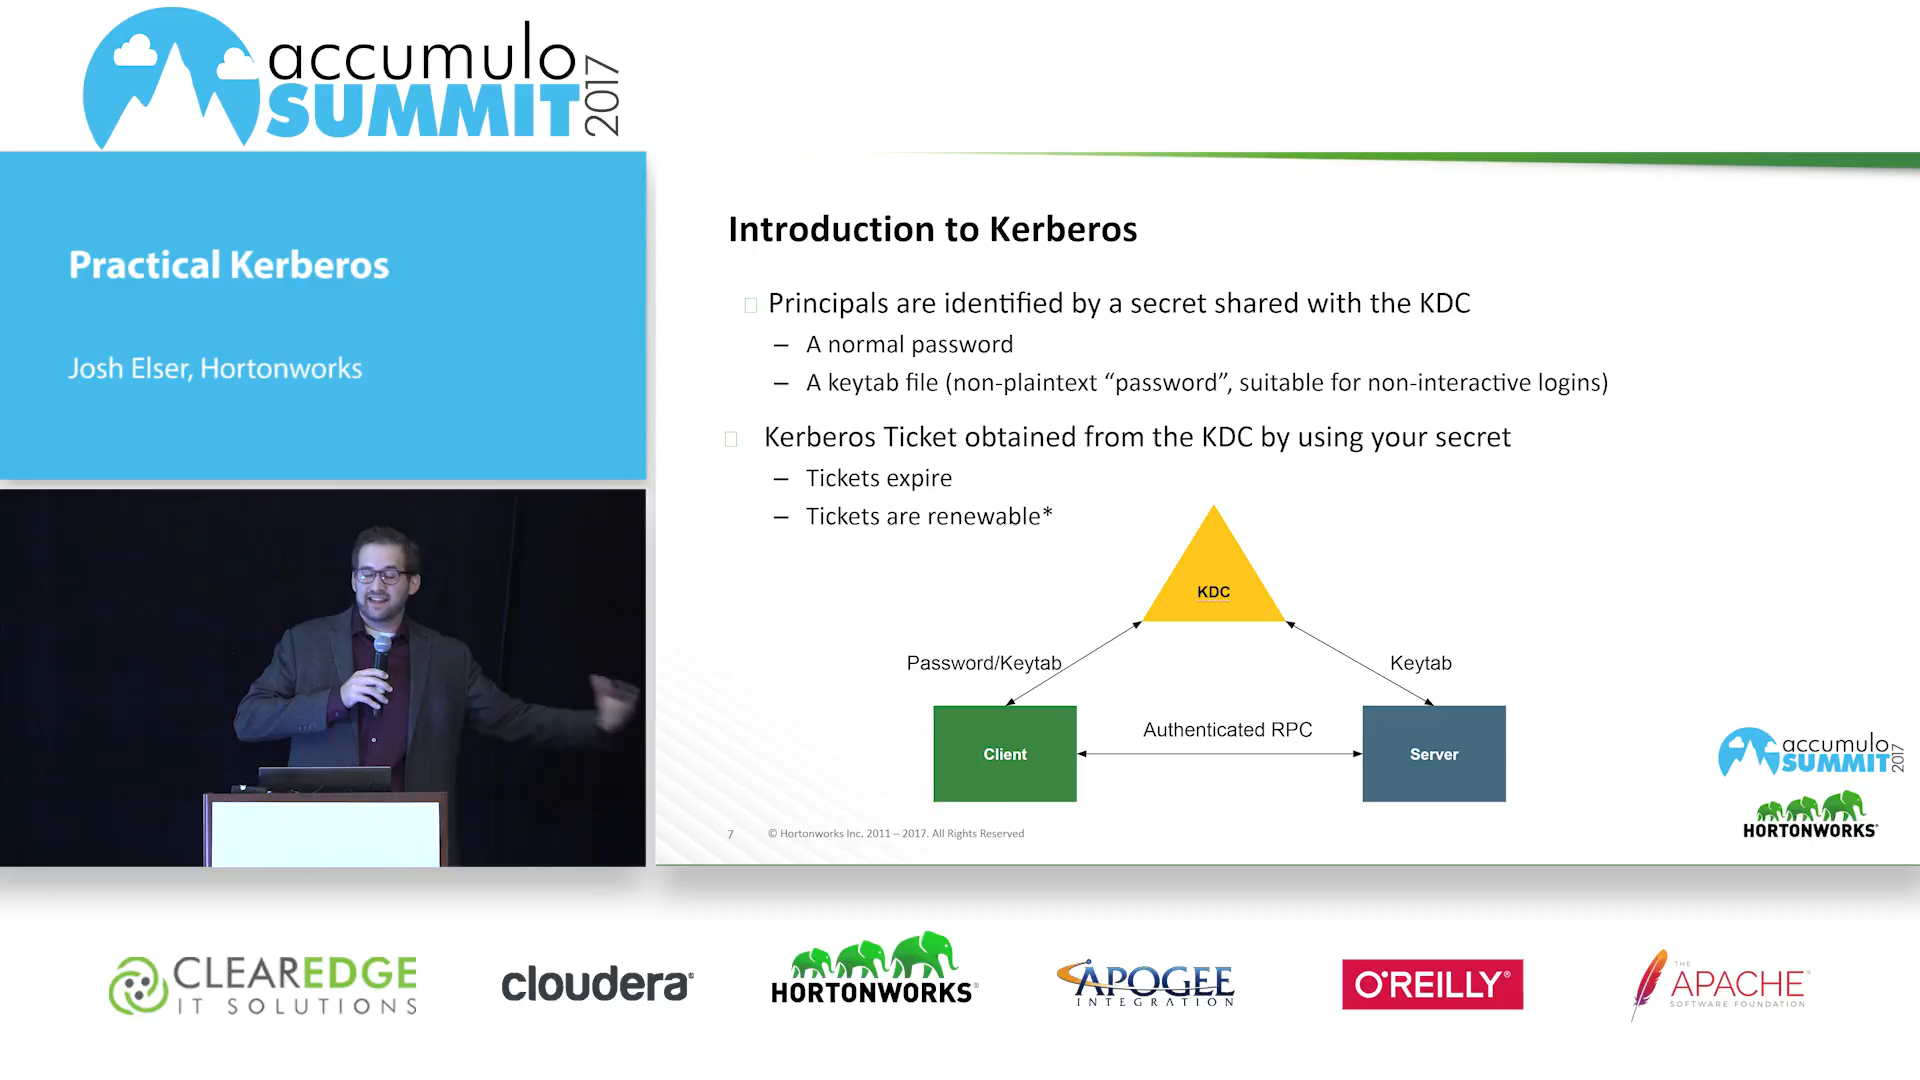 accumulo
SUMMIT
2017
Practical Kerberos
Josh Elser, Hortonworks
Introduction to Kerberos
Principals are identified by a secret shared with the KDC
– A normal password
– A keytab file (non-plaintext “password”, suitable for non-interactive logins)
Kerberos Ticket obtained from the KDC by using your secret
– Tickets expire
– Tickets are renewable*
KDC
Password/Keytab
Keytab
Authenticated RPC
Client
Server
accumulo
SUMMIT
2017
HORTONWORKS®
7 © Hortonworks Inc. 2011 – 2017. All Rights Reserved
CLEAREDGE
IT SOLUTIONS
cloudera®
HORTONWORKS®
APOGEE
INTEGRATION
O'REILLY®
THE
APACHE®
SOFTWARE FOUNDATION